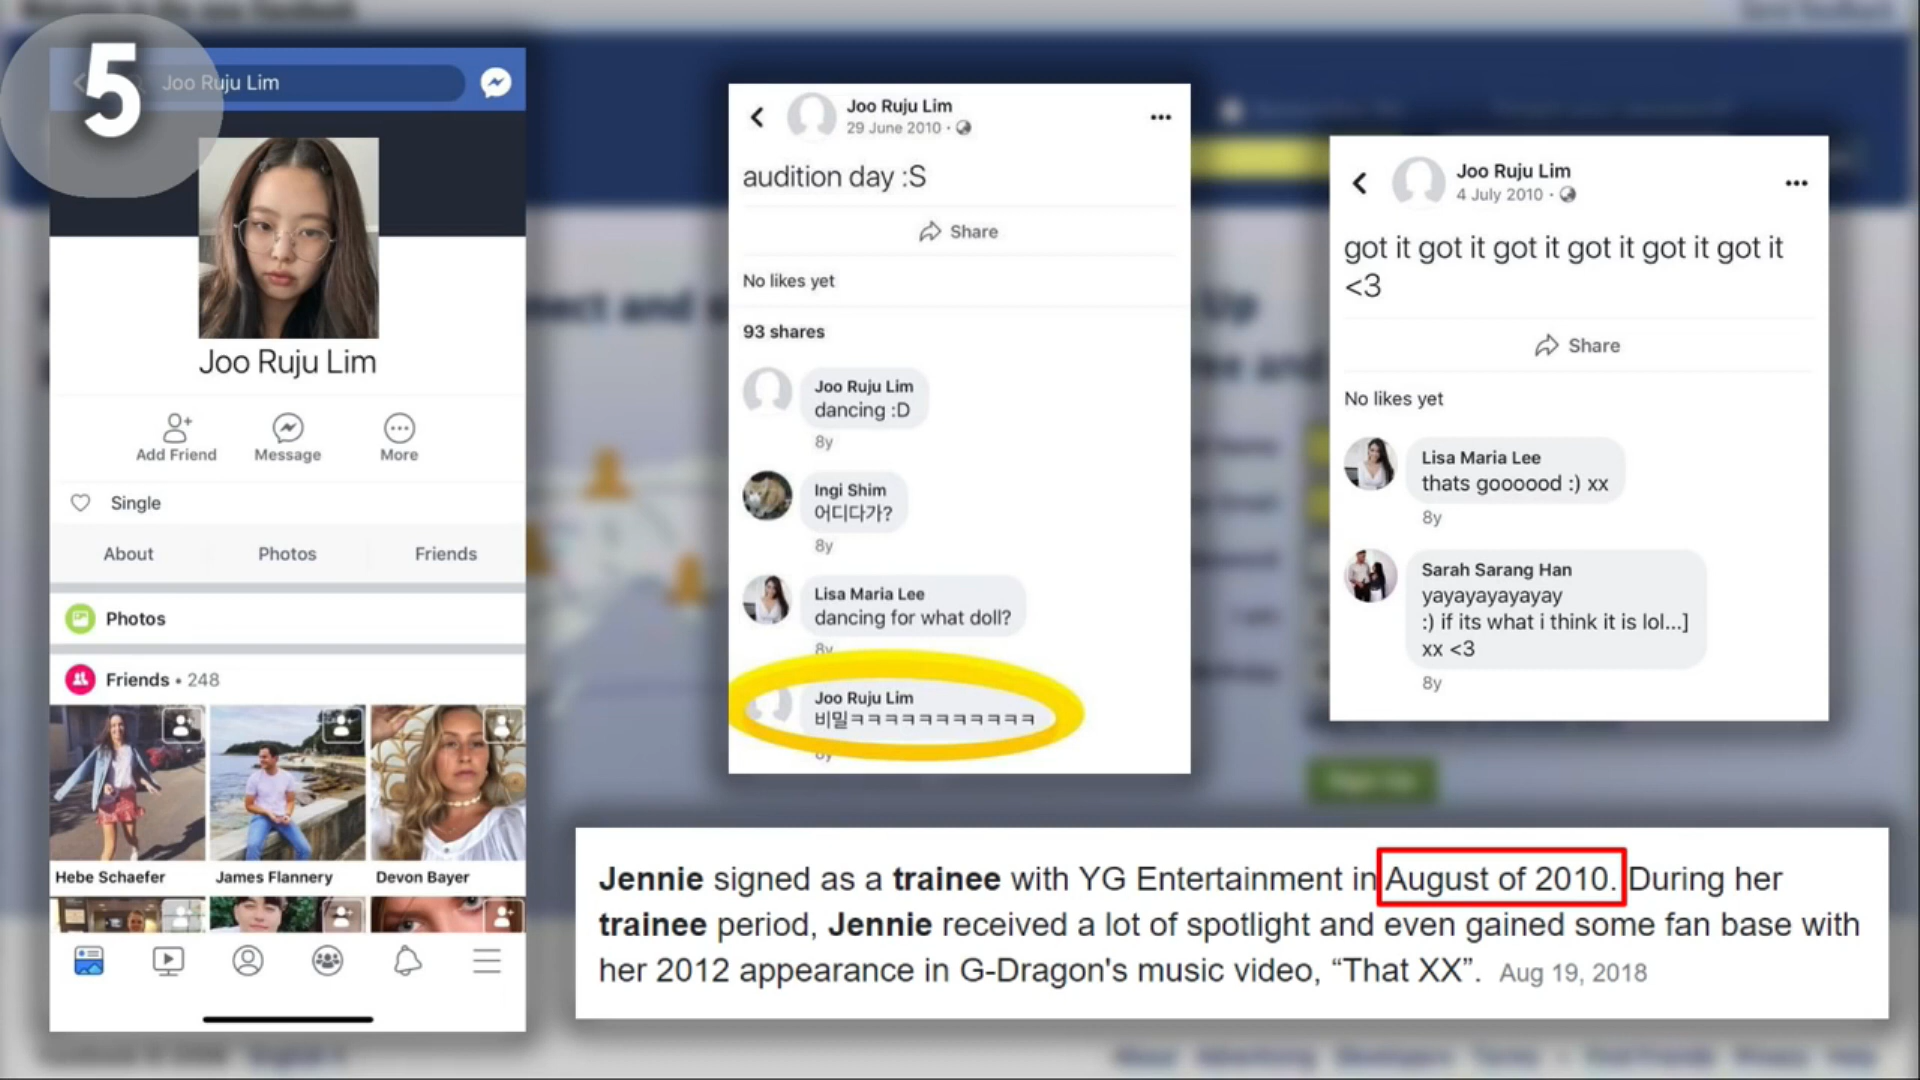 5
Joo Ruju Lim
Joo Ruju Lim
Add Friend
Message
More
Single
About
Photos
Friends
Photos
Friends • 248
Hebe Schaefer
James Flannery
Devon Bayer
Joo Ruju Lim
29 June 2010 ·
audition day :S
Share
No likes yet
93 shares
Joo Ruju Lim
dancing :D
8y
Ingi Shim
어디다가?
8y
Lisa Maria Lee
dancing for what doll?
8y
Joo Ruju Lim
비밀ㅋㅋㅋㅋㅋㅋㅋㅋㅋㅋㅋ
8y
Joo Ruju Lim
4 July 2010 ·
got it got it got it got it got it got it
<3
Share
No likes yet
Lisa Maria Lee
thats goooood :) xx
8y
Sarah Sarang Han
yayayayayayay
:) if its what i think it is lol...]
xx <3
8y
Jennie signed as a trainee with YG Entertainment in August of 2010. During her
trainee period, Jennie received a lot of spotlight and even gained some fan base with
her 2012 appearance in G-Dragon's music video, “That XX”. Aug 19, 2018